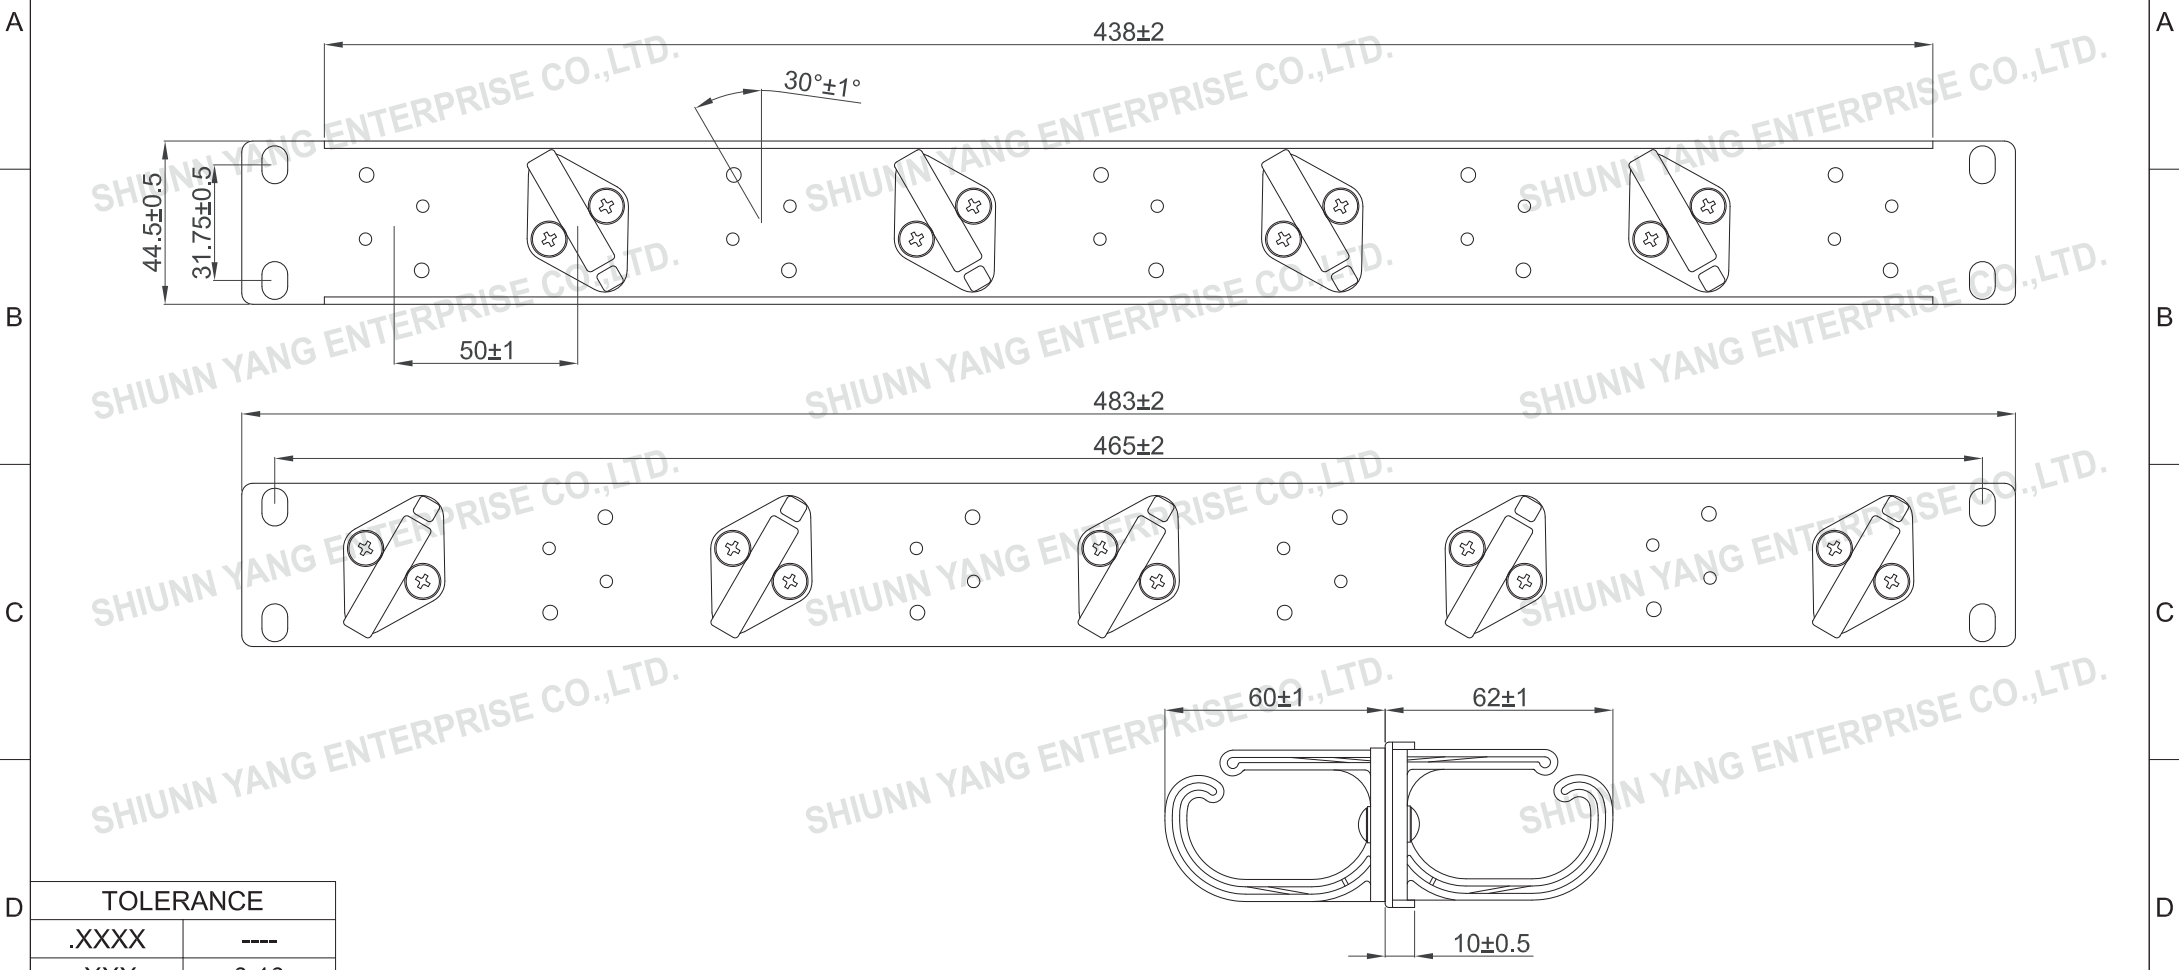 A
A
438±2
30°±1°
44.5±0.5
31.75±0.5
B
B
50±1
483±2
465±2
C
C
60±1
62±1
D
D
10±0.5
TOLERANCE
.XXXX ----
SHIUNN YANG ENTERPRISE CO.,LTD.
SHIUNN YANG ENTERPRISE CO.,LTD.
SHIUNN YANG ENTERPRISE CO.,LTD.
SHIUNN YANG ENTERPRISE CO.,LTD.
SHIUNN YANG ENTERPRISE CO.,LTD.
SHIUNN YANG ENTERPRISE CO.,LTD.
SHIUNN YANG ENTERPRISE CO.,LTD.
SHIUNN YANG ENTERPRISE CO.,LTD.
SHIUNN YANG ENTERPRISE CO.,LTD.
SHIUNN YANG ENTERPRISE CO.,LTD.
SHIUNN YANG ENTERPRISE CO.,LTD.
SHIUNN YANG ENTERPRISE CO.,LTD.